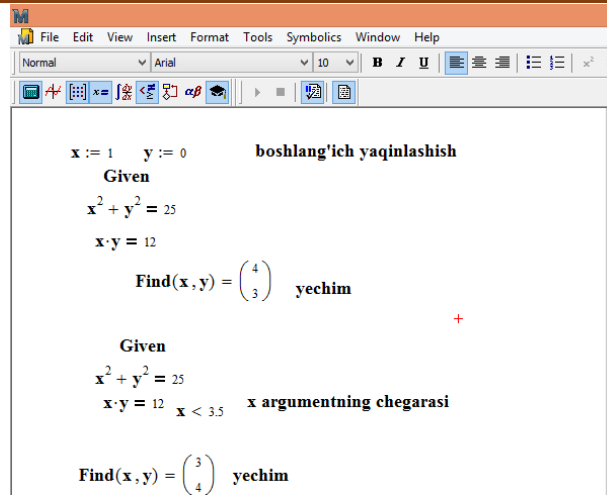 File Edit View Insert Format Tools Symbolics Window Help
Normal Arial 10 B I U x²
x= αβ
x := 1 y := 0 boshlang'ich yaqinlashish
Given
x² + y² = 25
x·y = 12
Find(x , y) = (4 3) yechim
Given
x² + y² = 25
x·y = 12 x < 3.5 x argumentning chegarasi
Find(x , y) = (3 4) yechim